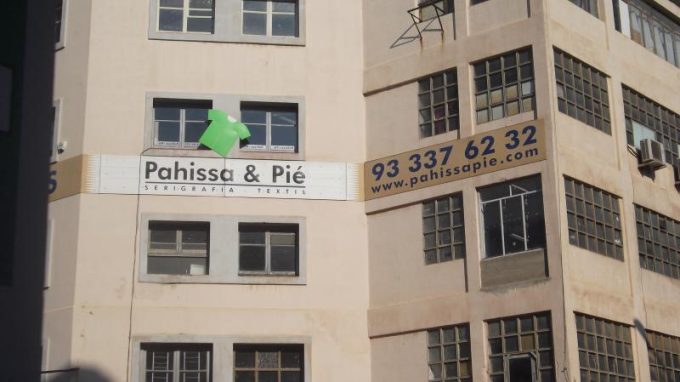 Pahissa & Pié
SERIGRAFIA - TEXTIL
93 337 62 32
www.pahissapie.com